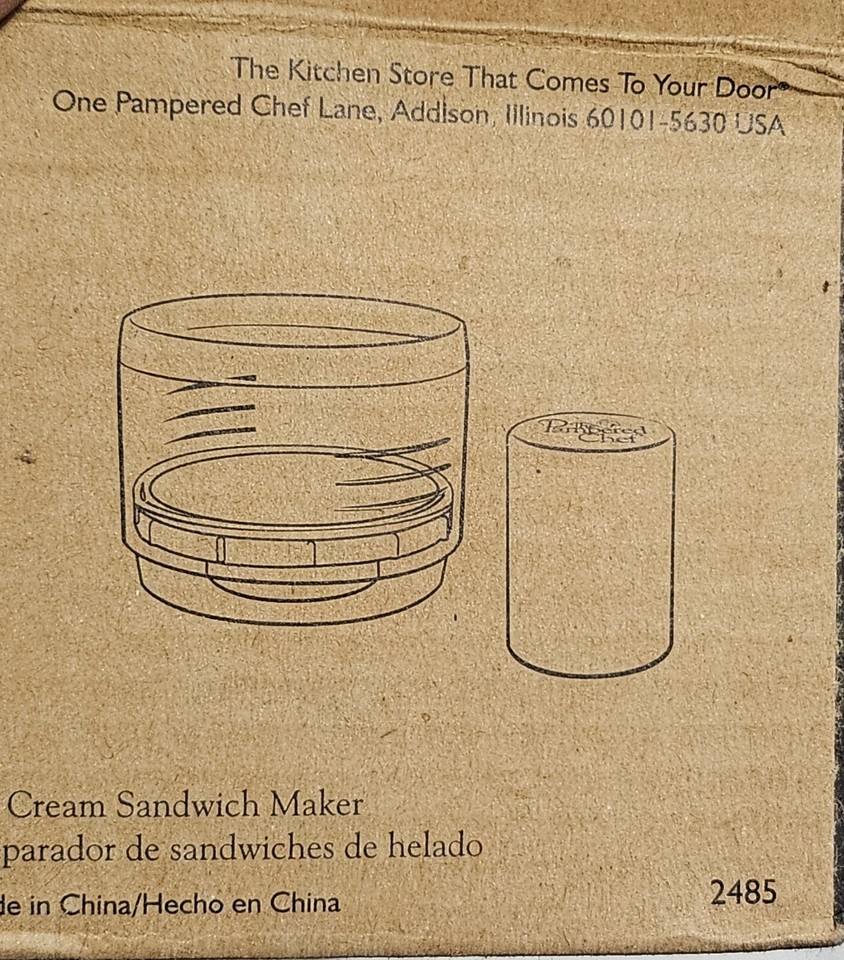 The Kitchen Store That Comes To Your Door®
One Pampered Chef Lane, Addison, Illinois 60101-5630 USA
The
Pampered
Chef
Cream Sandwich Maker
parador de sandwiches de helado
de in China/Hecho en China
2485